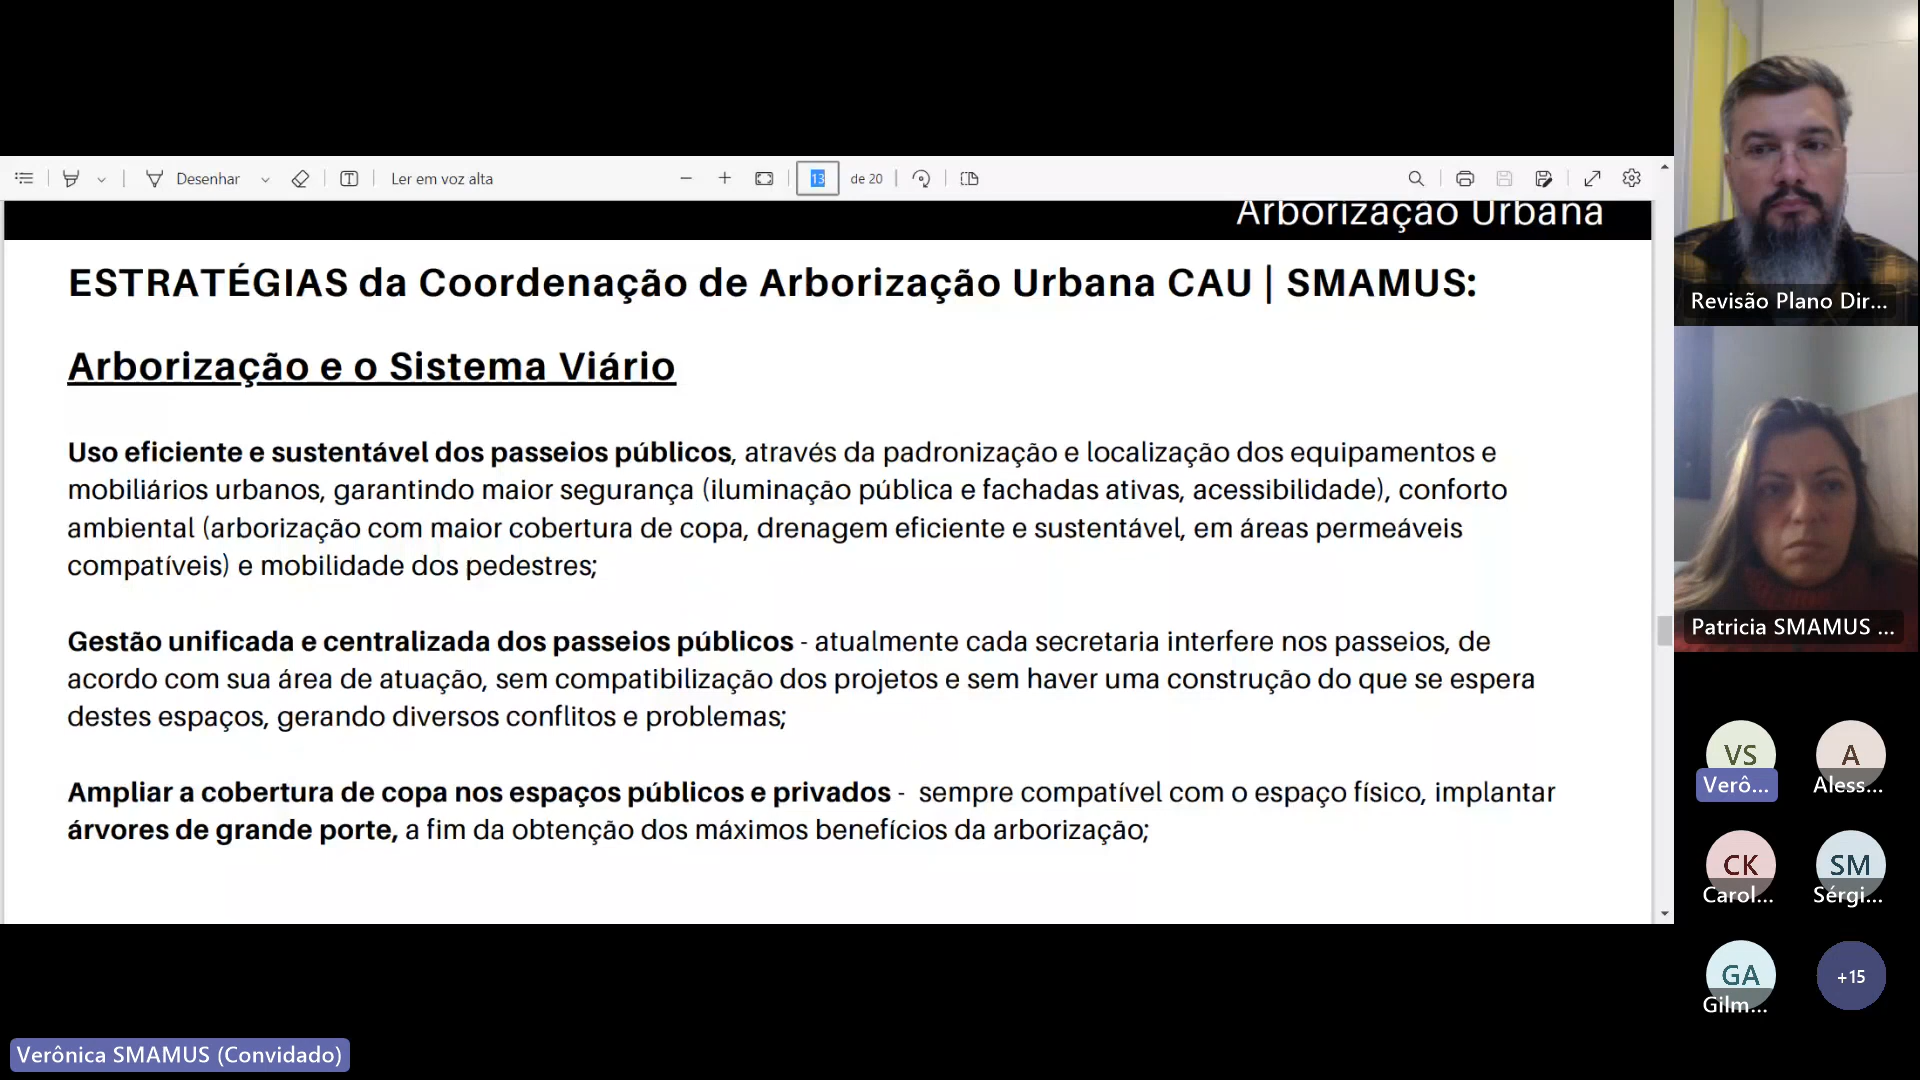 Desenhar
Ler em voz alta
13
de 20
Arborização Urbana
ESTRATÉGIAS da Coordenação de Arborização Urbana CAU | SMAMUS:
Arborização e o Sistema Viário
Uso eficiente e sustentável dos passeios públicos, através da padronização e localização dos equipamentos e
mobiliários urbanos, garantindo maior segurança (iluminação pública e fachadas ativas, acessibilidade), conforto
ambiental (arborização com maior cobertura de copa, drenagem eficiente e sustentável, em áreas permeáveis
compatíveis) e mobilidade dos pedestres;
Gestão unificada e centralizada dos passeios públicos - atualmente cada secretaria interfere nos passeios, de
acordo com sua área de atuação, sem compatibilização dos projetos e sem haver uma construção do que se espera
destes espaços, gerando diversos conflitos e problemas;
Ampliar a cobertura de copa nos espaços públicos e privados - sempre compatível com o espaço físico, implantar
árvores de grande porte, a fim da obtenção dos máximos benefícios da arborização;
Revisão Plano Dir...
Patricia SMAMUS ...
VS
Verô...
A
Aless...
CK
Carol...
SM
Sérgi...
GA
Gilm...
+15
Verônica SMAMUS (Convidado)